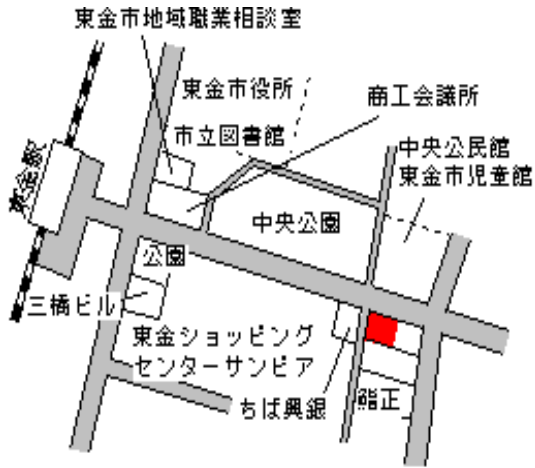 東金市地域職業相談室
東金市役所
商工会議所
市立図書館
中央公民館
東金市児童館
東金駅
中央公園
公園
三橋ビル
東金ショッピング
センターサンピア
ちば興銀
鮨正